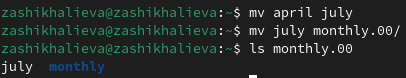 zashikhalieva@zashikhalieva:~$ mv april july
zashikhalieva@zashikhalieva:~$ mv july monthly.00/
zashikhalieva@zashikhalieva:~$ ls monthly.00
july  monthly